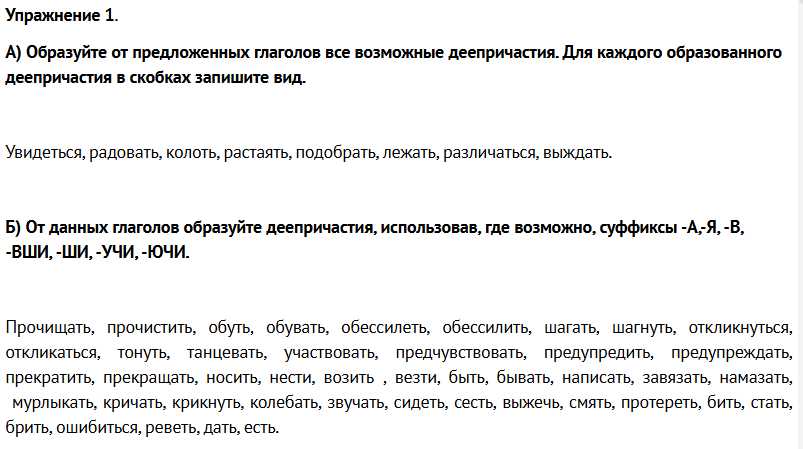 Упражнение 1.
А) Образуйте от предложенных глаголов все возможные деепричастия. Для каждого образованного
деепричастия в скобках запишите вид.
Увидеться, радовать, колоть, растаять, подобрать, лежать, различаться, выждать.
Б) От данных глаголов образуйте деепричастия, использовав, где возможно, суффиксы -А,-Я, -В,
-ВШИ, -ШИ, -УЧИ, -ЮЧИ.
Прочищать, прочистить, обуть, обувать, обессилеть, обессилить, шагать, шагнуть, откликнуться,
откликаться, тонуть, танцевать, участвовать, предчувствовать, предупредить, предупреждать,
прекратить, прекращать, носить, нести, возить , везти, быть, бывать, написать, завязать, намазать,
мурлыкать, кричать, крикнуть, колебать, звучать, сидеть, сесть, выжечь, смять, протереть, бить, стать,
брить, ошибиться, реветь, дать, есть.